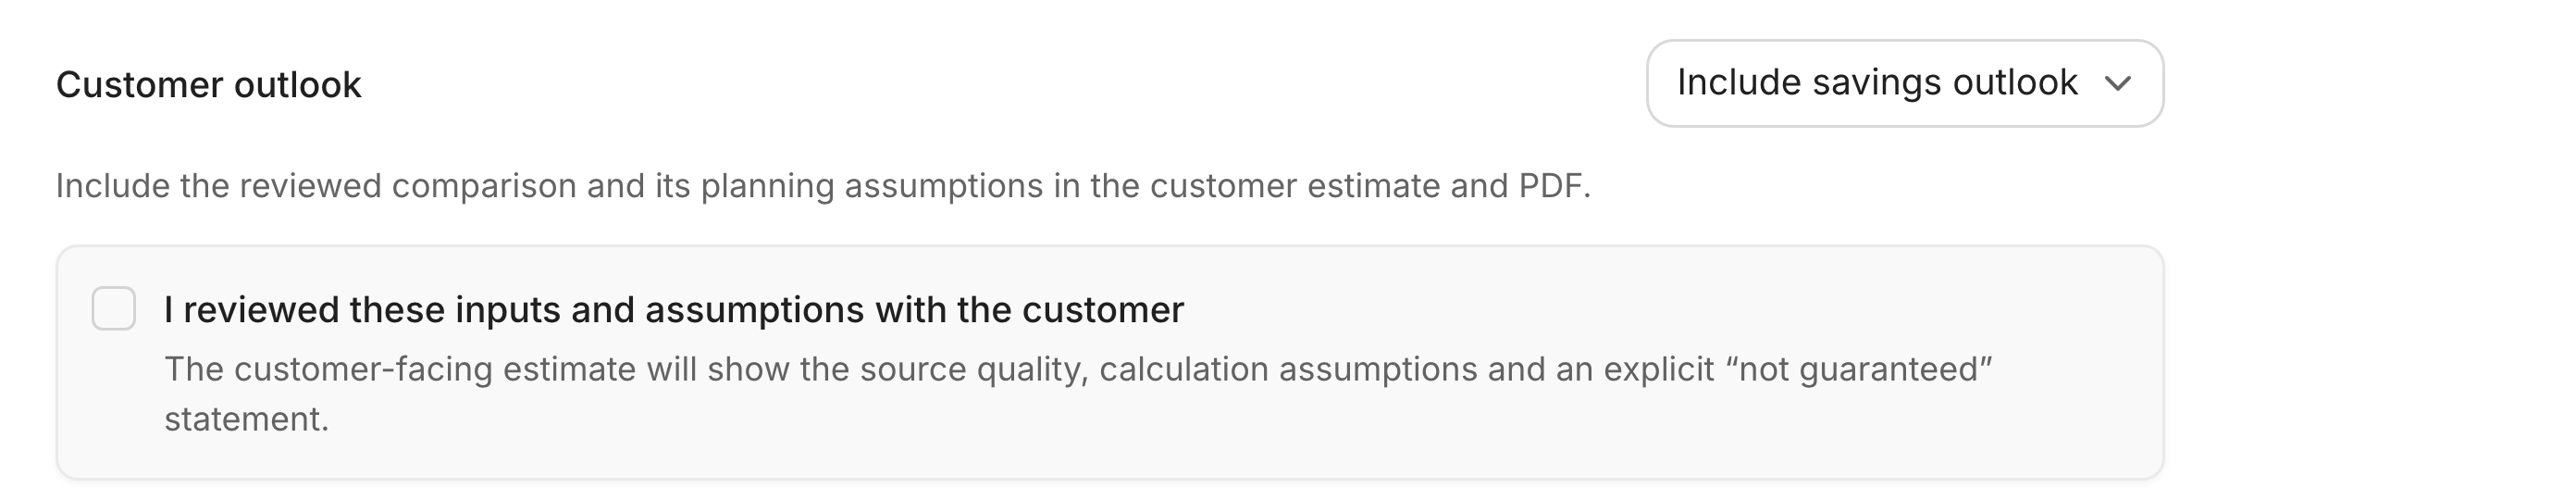 Customer outlook
Include savings outlook
Include the reviewed comparison and its planning assumptions in the customer estimate and PDF.
I reviewed these inputs and assumptions with the customer
The customer-facing estimate will show the source quality, calculation assumptions and an explicit “not guaranteed”
statement.